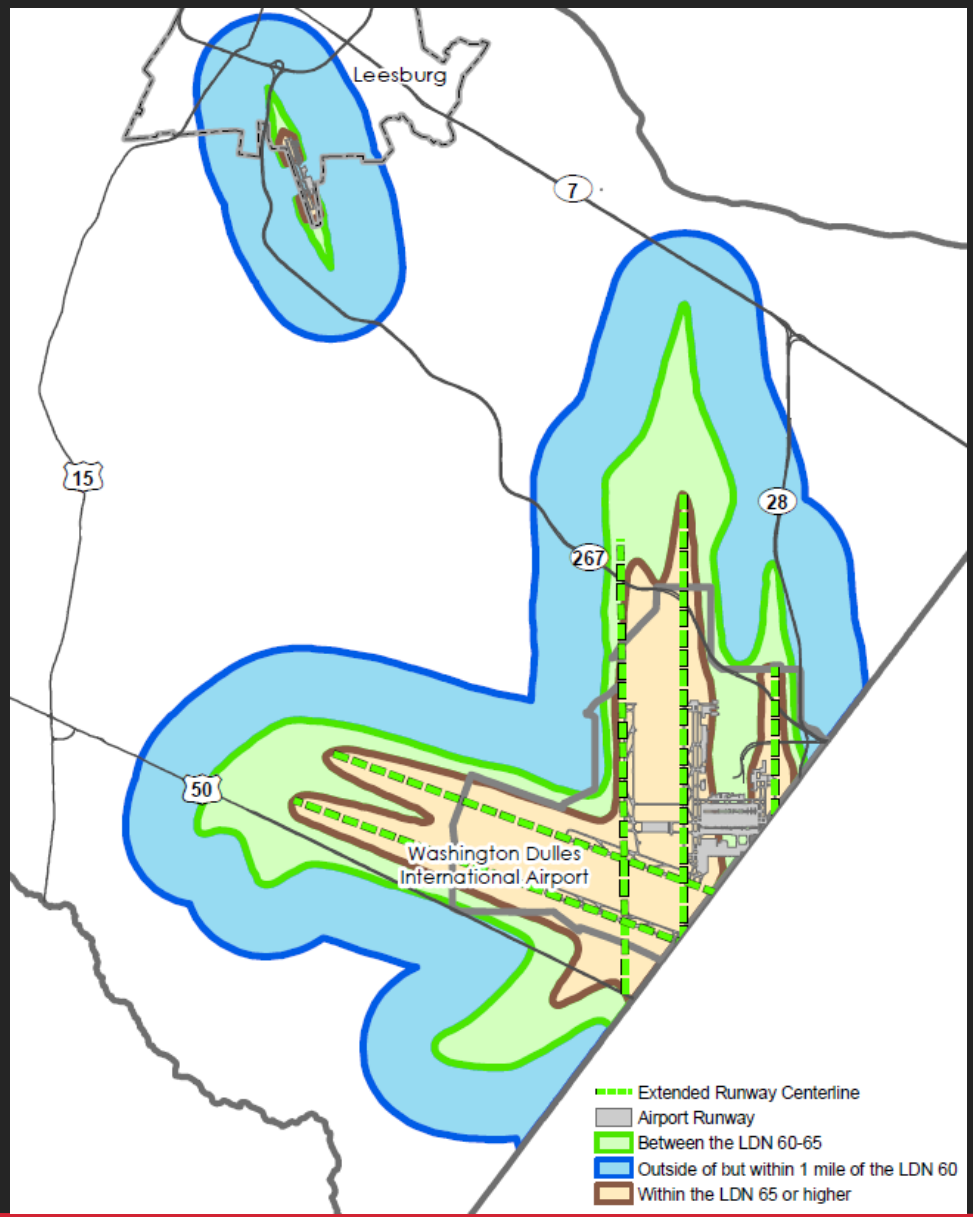 Leesburg
7
15
28
267
50
Washington Dulles
International Airport
Extended Runway Centerline
Airport Runway
Between the LDN 60-65
Outside of but within 1 mile of the LDN 60
Within the LDN 65 or higher